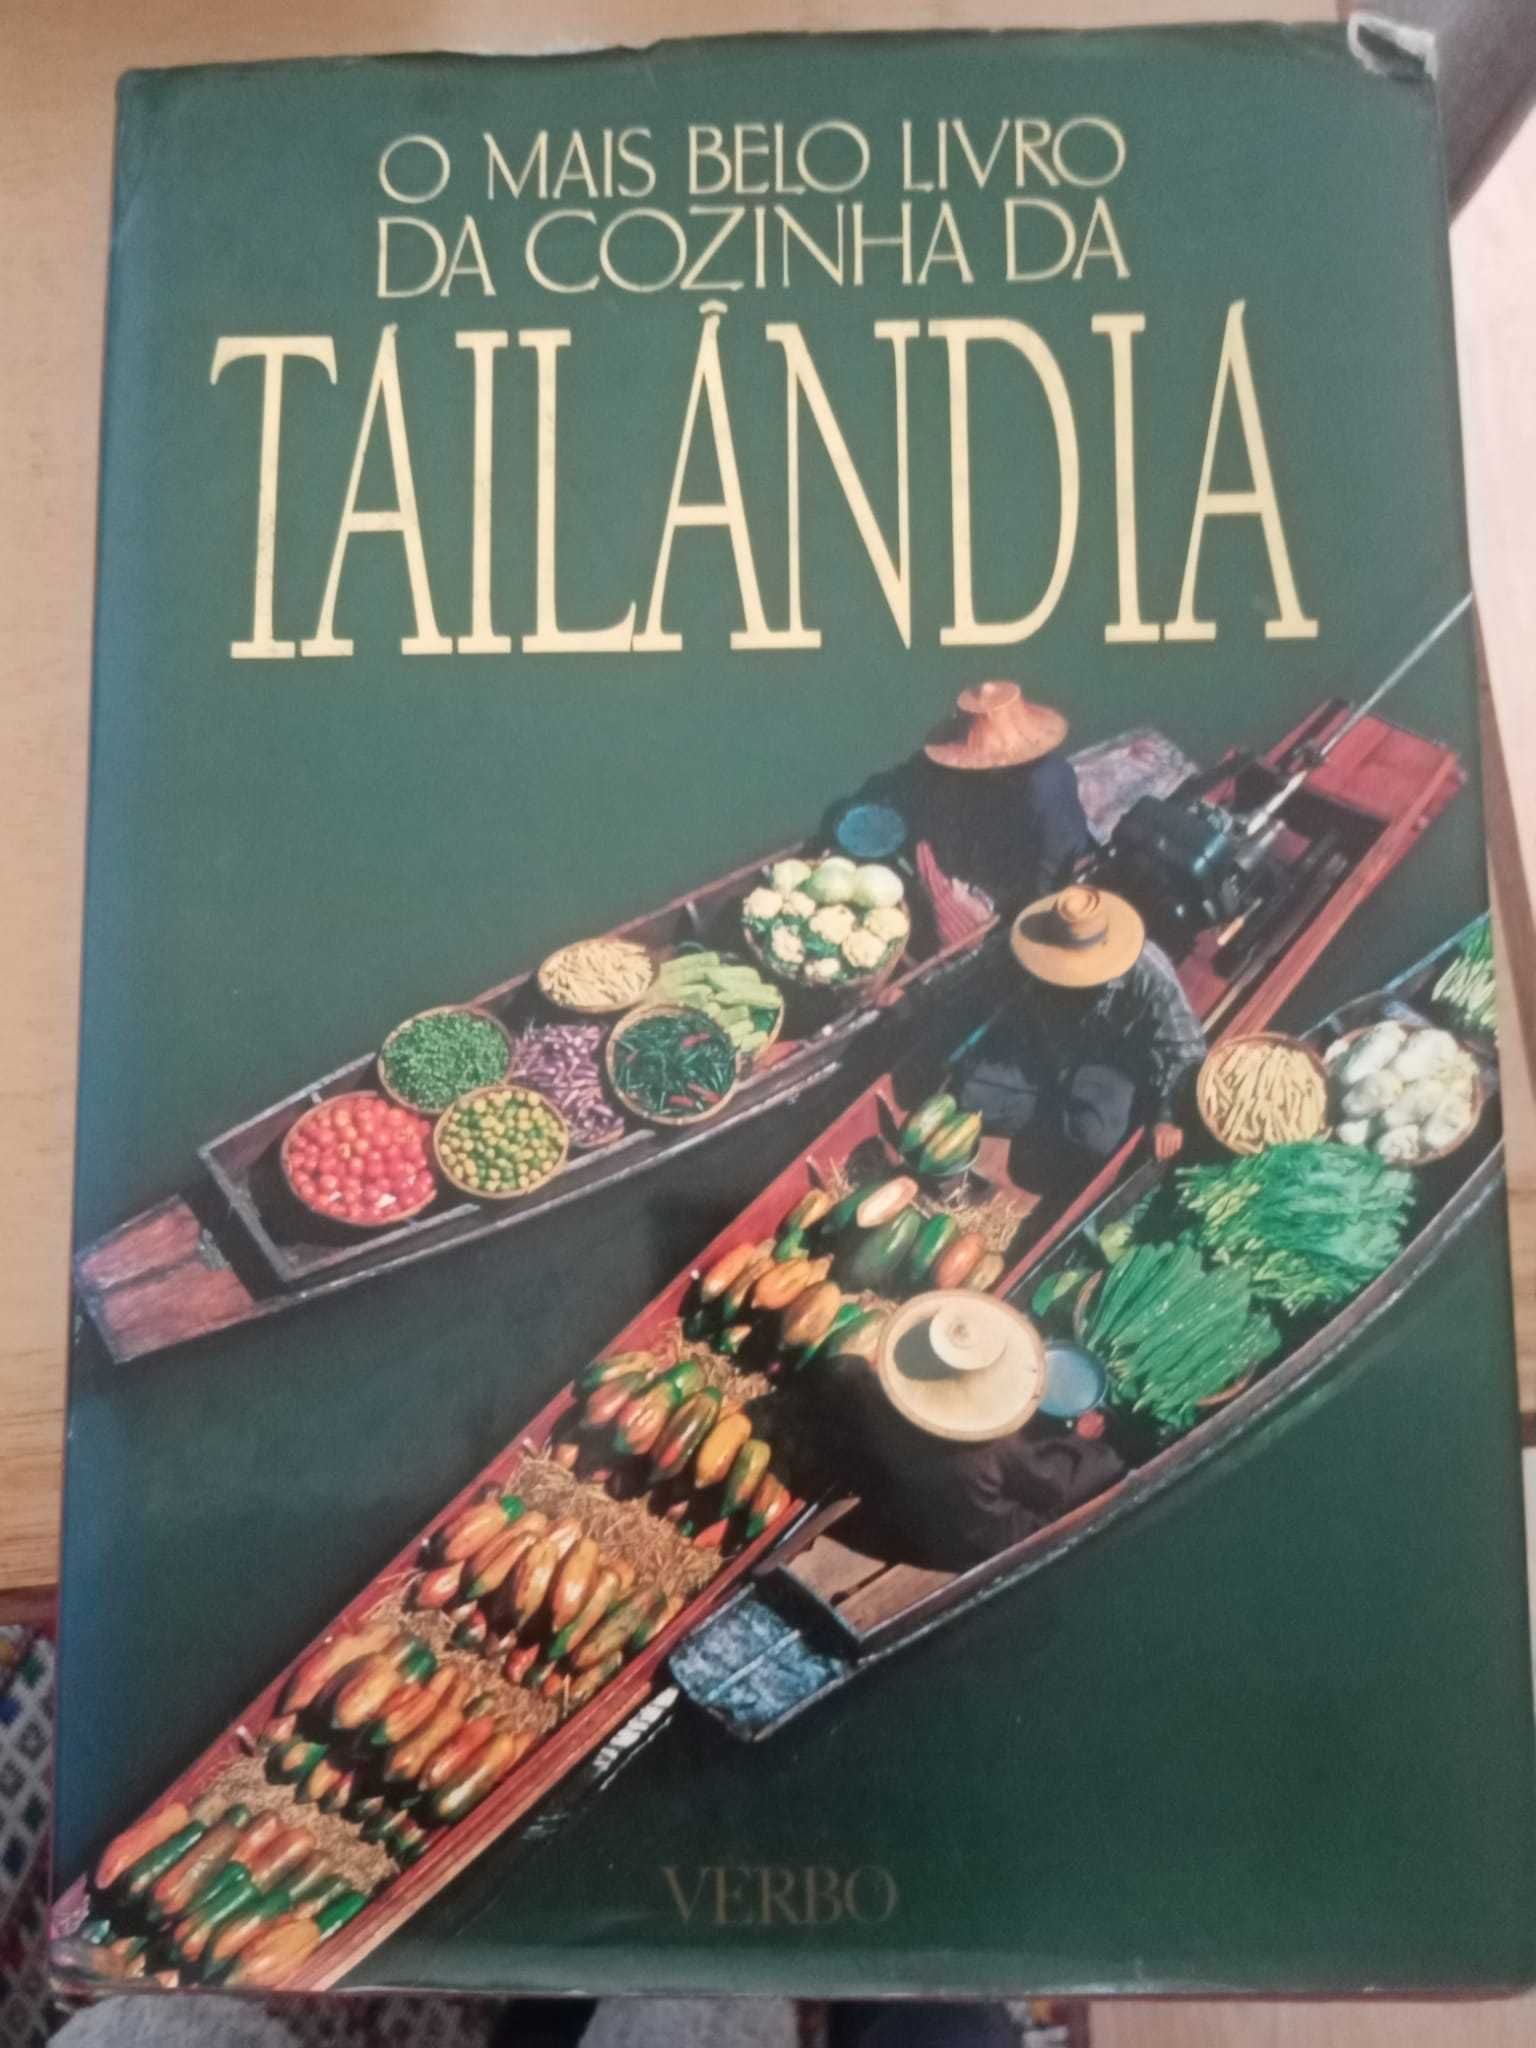 O MAIS BELO LIVRO
DA COZINHA DA
TAILÂNDIA
VERBO